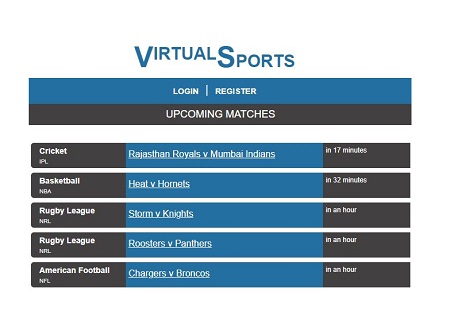 VIRTUALSPORTS
LOGIN | REGISTER
UPCOMING MATCHES
Cricket Rajasthan Royals v Mumbai Indians in 17 minutes
IPL
Basketball Heat v Hornets in 32 minutes
NBA
Rugby League Storm v Knights in an hour
NRL
Rugby League Roosters v Panthers in an hour
NRL
American Football Chargers v Broncos in an hour
NFL